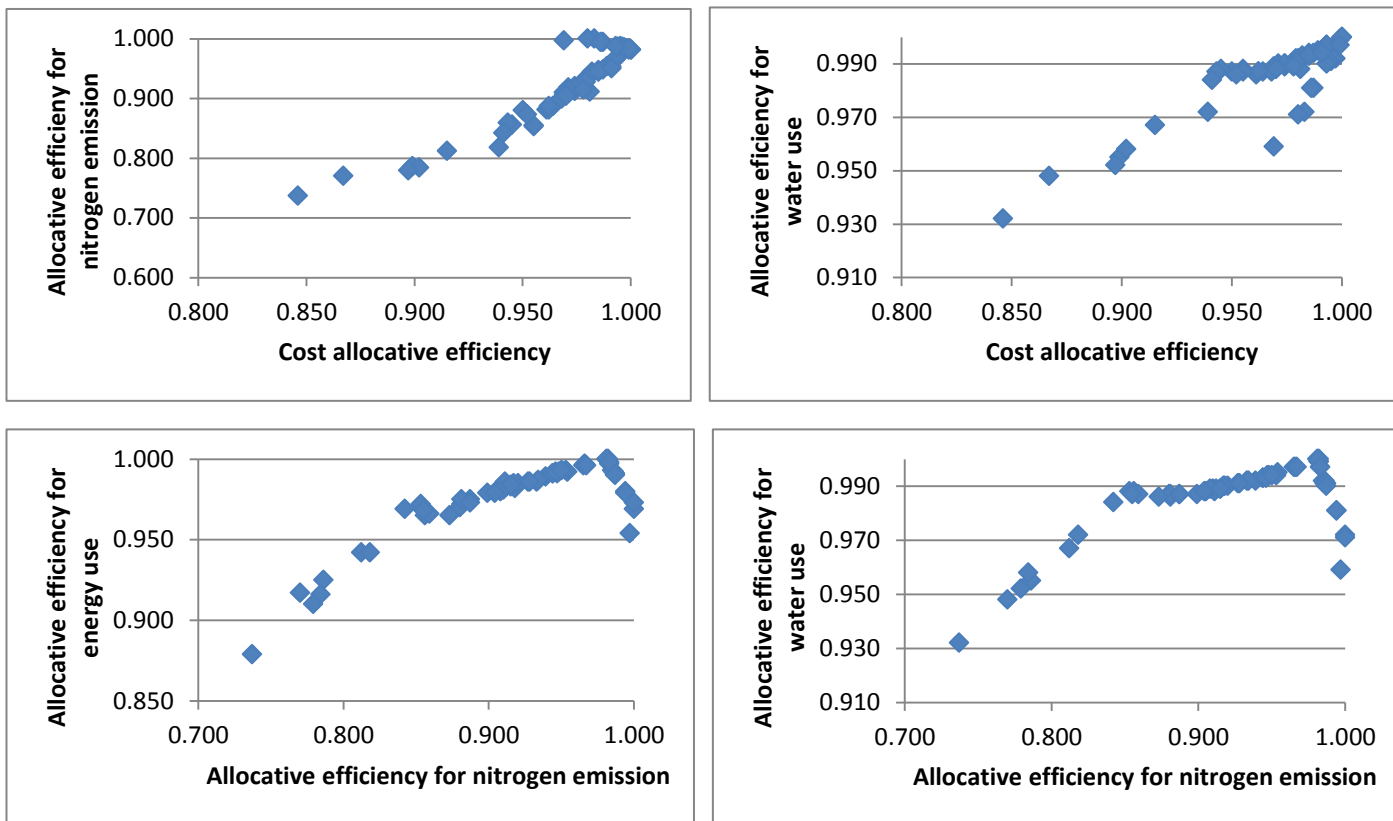 Allocative efficieny for
nitrogen emission
1.000
0.900
0.800
0.700
0.600
0.800 0.850 0.900 0.950 1.000
Cost allocative efficiency
Allocative eficiency for
water use
0.990
0.970
0.950
0.930
0.910
0.800 0.850 0.900 0.950 1.000
Cost allocative efficiency
Allocative efficiency for
energy use
1.000
0.950
0.900
0.850
0.700 0.800 0.900 1.000
Allocative efficiency for nitrogen emission
Allocative efficiency for
water use
0.990
0.970
0.950
0.930
0.910
0.700 0.800 0.900 1.000
Allocative efficiency for nitrogen emission